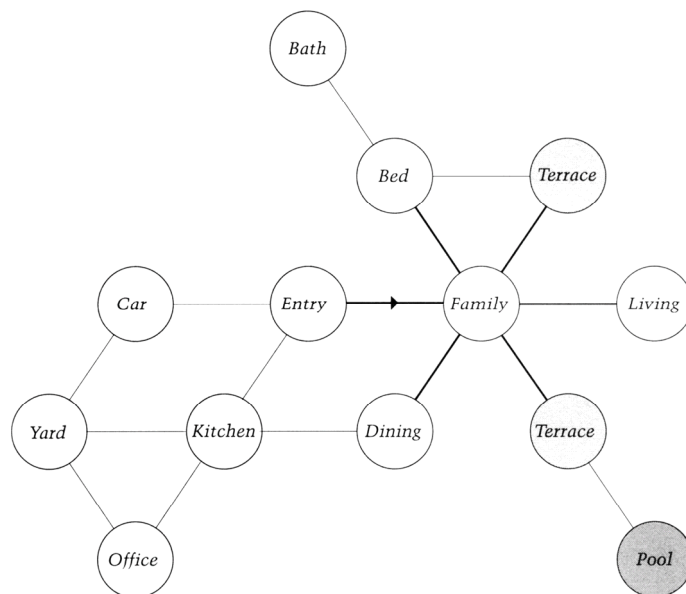 Bath
Bed
Terrace
Car
Entry
Family
Living
Yard
Kitchen
Dining
Terrace
Office
Pool